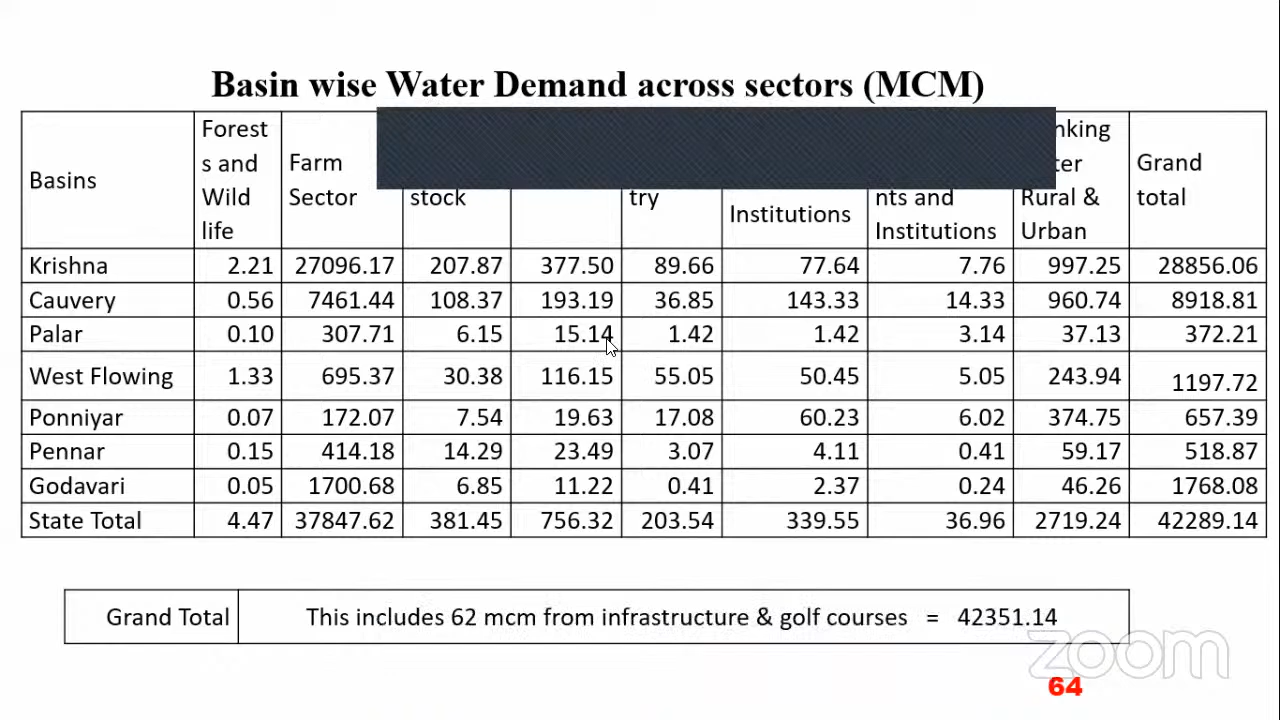 Basin wise Water Demand across sectors (MCM)
Basins Forest s and Wild life Farm Sector stock try Institutions nts and Institutions nking ter Rural & Urban Grand total
Krishna 2.21 27096.17 207.87 377.50 89.66 77.64 7.76 997.25 28856.06
Cauvery 0.56 7461.44 108.37 193.19 36.85 143.33 14.33 960.74 8918.81
Palar 0.10 307.71 6.15 15.14 1.42 1.42 3.14 37.13 372.21
West Flowing 1.33 695.37 30.38 116.15 55.05 50.45 5.05 243.94 1197.72
Ponniyar 0.07 172.07 7.54 19.63 17.08 60.23 6.02 374.75 657.39
Pennar 0.15 414.18 14.29 23.49 3.07 4.11 0.41 59.17 518.87
Godavari 0.05 1700.68 6.85 11.22 0.41 2.37 0.24 46.26 1768.08
State Total 4.47 37847.62 381.45 756.32 203.54 339.55 36.96 2719.24 42289.14
Grand Total This includes 62 mcm from infrastructure & golf courses = 42351.14
zoom
64